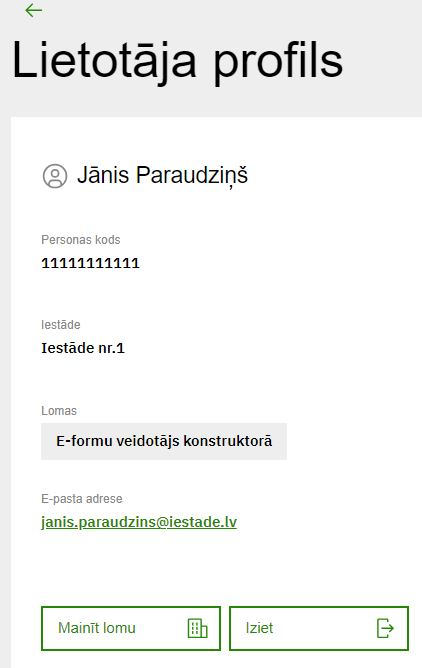 Lietotāja profils
Jānis Paraudziņš
Personas kods
11111111111
Iestāde
Iestāde nr.1
Lomas
E-formu veidotājs konstruktorā
E-pasta adrese
janis.paraudzins@iestade.lv
Mainīt lomu
Iziet